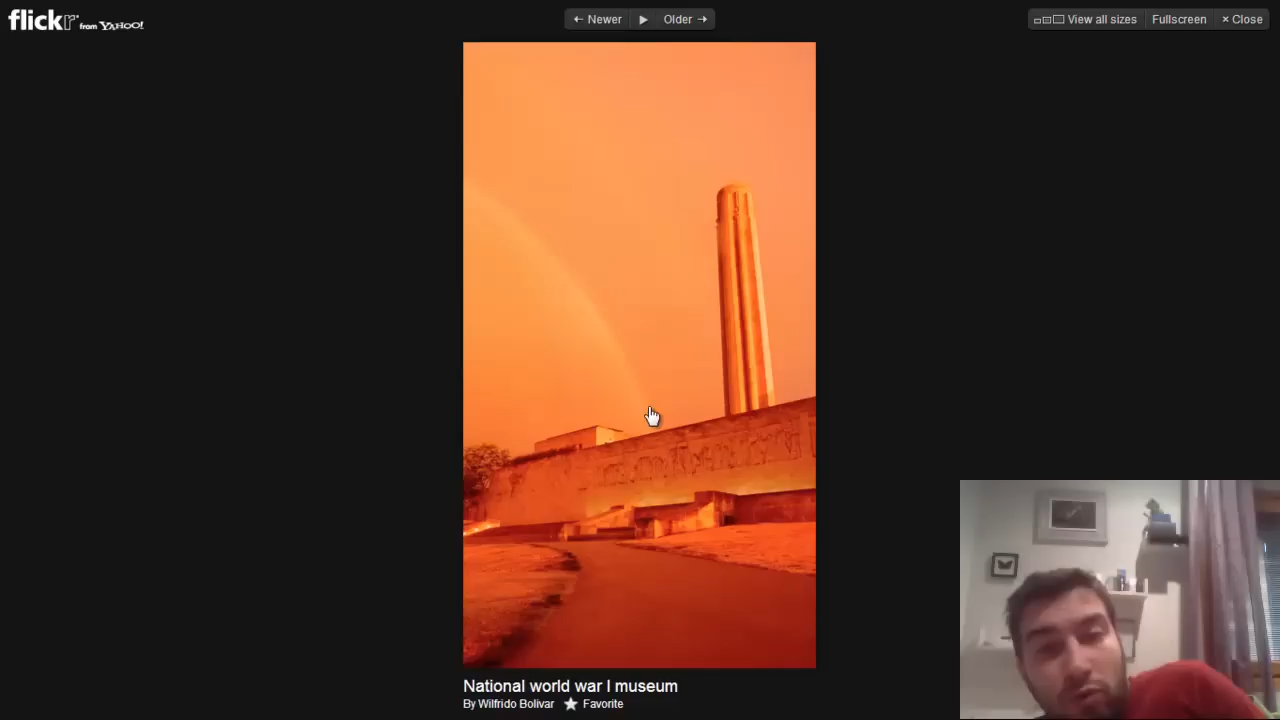 flickr from YAHOO!
← Newer
Older →
View all sizes
Fullscreen
× Close
National world war I museum
By Wilfrido Bolivar ★ Favorite